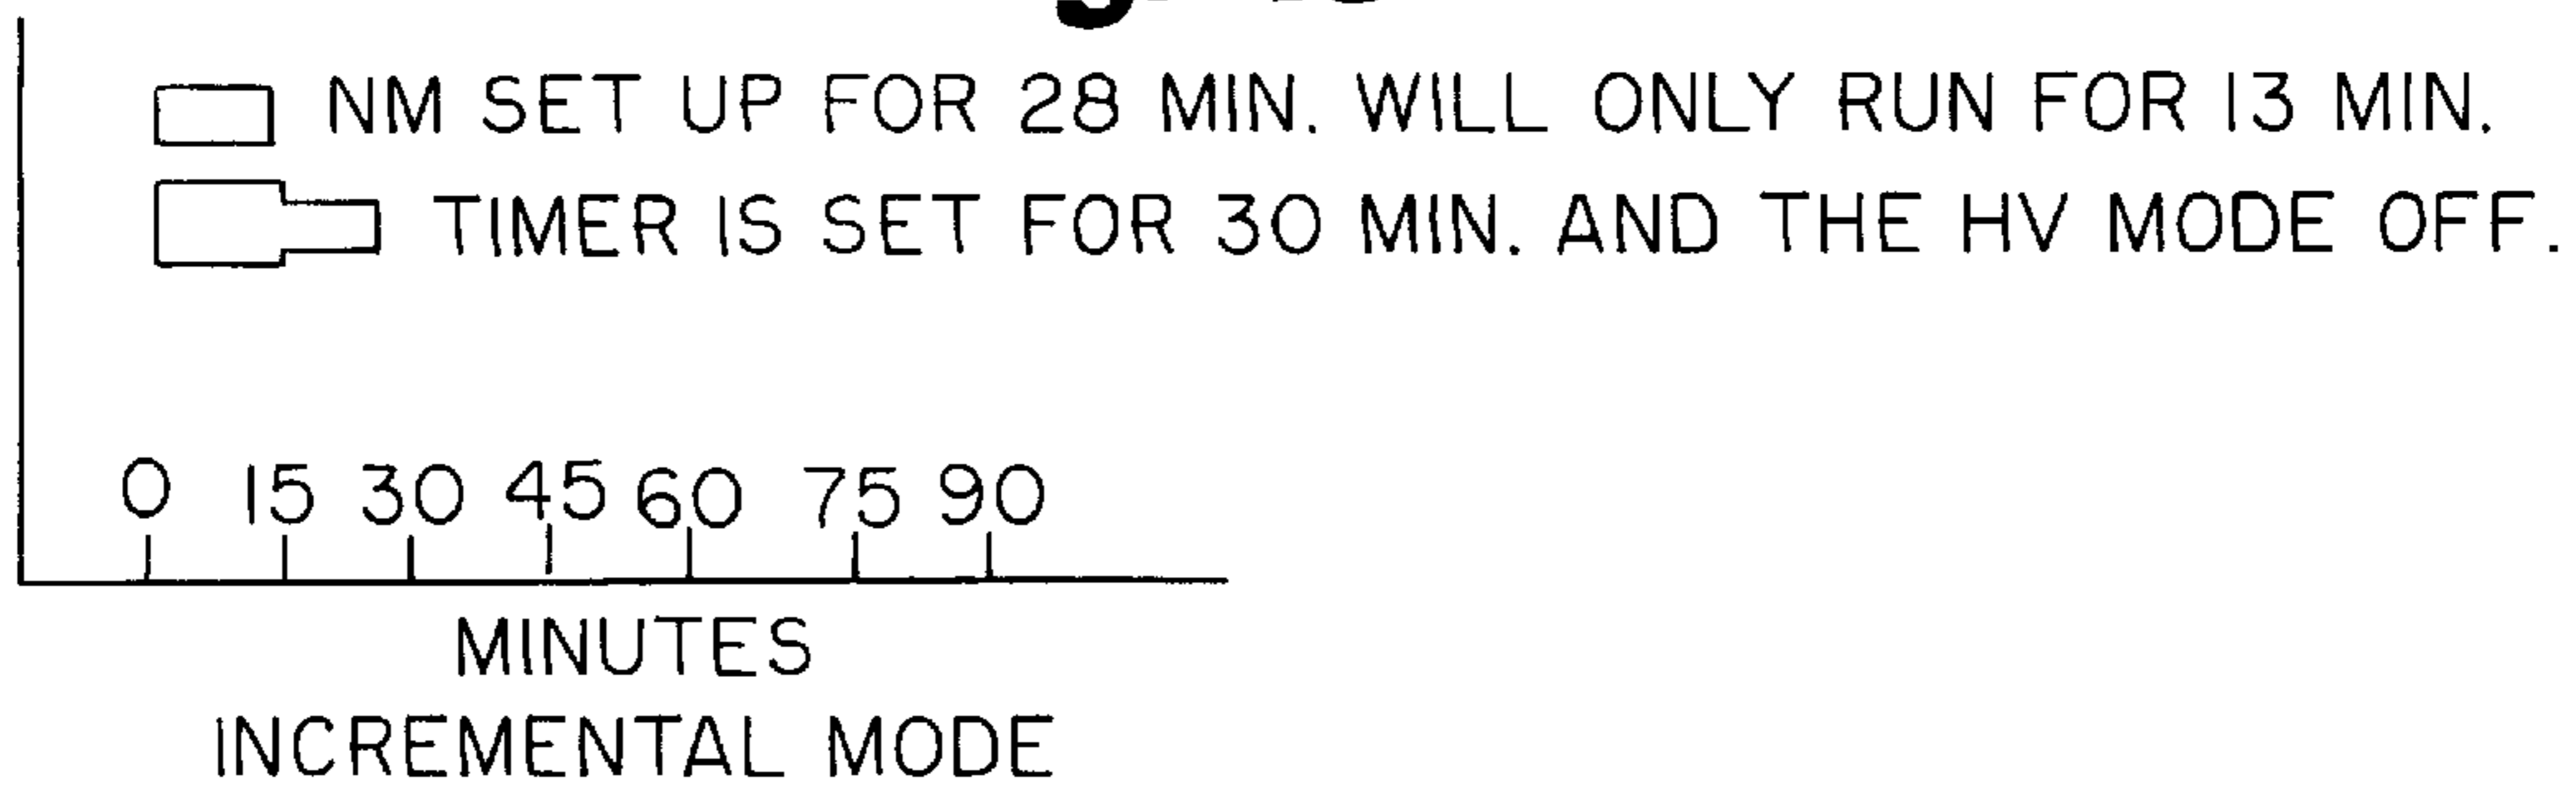 NM SET UP FOR 28 MIN. WILL ONLY RUN FOR 13 MIN.
TIMER IS SET FOR 30 MIN. AND THE HV MODE OFF.
0 15 30 45 60 75 90
MINUTES
INCREMENTAL MODE